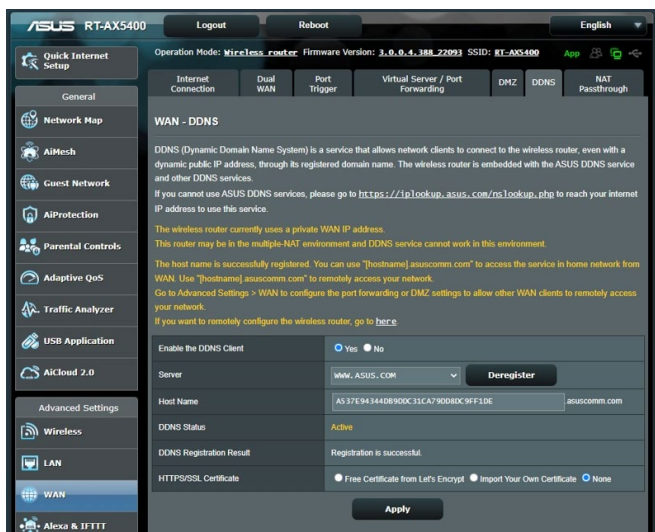 ASUS RT-AX5400 Logout Reboot English
Operation Mode: Wireless router Firmware Version: 3.0.0.4.388_22093 SSID: RT-AX5400 App
Quick Internet Setup
General
Network Map
AiMesh
Guest Network
AiProtection
Parental Controls
Adaptive QoS
Traffic Analyzer
USB Application
AiCloud 2.0
Advanced Settings
Wireless
LAN
WAN
Alexa & IFTTT
Internet Connection Dual WAN Port Trigger Virtual Server / Port Forwarding DMZ DDNS NAT Passthrough
WAN - DDNS
DDNS (Dynamic Domain Name System) is a service that allows network clients to connect to the wireless router, even with a
dynamic public IP address, through its registered domain name. The wireless router is embedded with the ASUS DDNS service
and other DDNS services.
If you cannot use ASUS DDNS services, please go to https://iplookup.asus.com/nslookup.php to reach your internet
IP address to use this service.
The wireless router currently uses a private WAN IP address.
This router may be in the multiple-NAT environment and DDNS service cannot work in this environment.
The host name is successfully registered. You can use "[hostname].asuscomm.com" to access the service in home network from
WAN. Use "[hostname].asuscomm.com" to remotely access your network.
Go to Advanced Settings > WAN to configure the port forwarding or DMZ settings to allow other WAN clients to remotely access
your network.
If you want to remotely configure the wireless router, go to here.
Enable the DDNS Client Yes No
Server WWW.ASUS.COM Deregister
Host Name A537E94344DB9DDC31CA79DD8DC9FF1DE .asuscomm.com
DDNS Status Active
DDNS Registration Result Registration is successful.
HTTPS/SSL Certificate Free Certificate from Let's Encrypt Import Your Own Certificate None
Apply